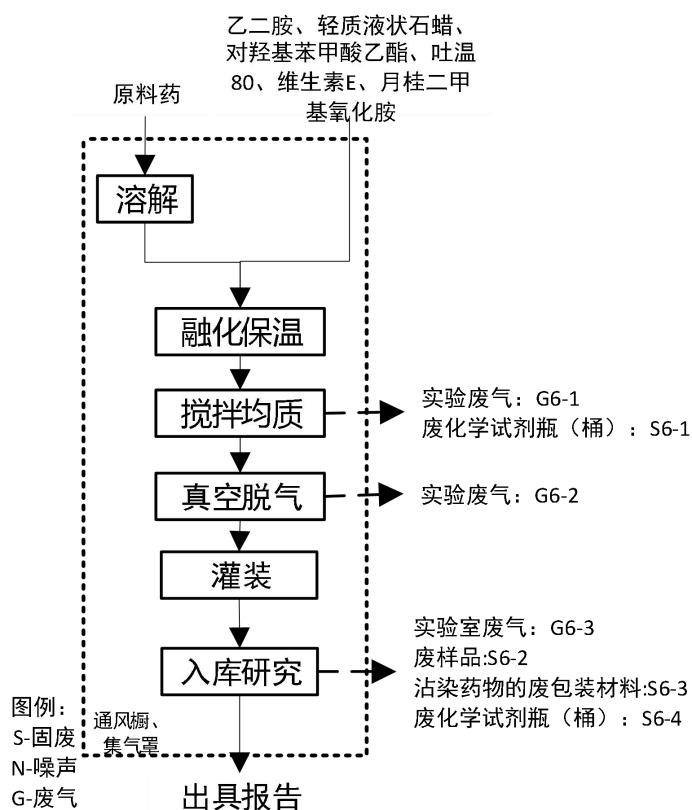 乙二胺、轻质液状石蜡、
对羟基苯甲酸乙酯、吐温
80、维生素E、月桂二甲
基氧化胺
原料药
溶解
融化保温
搅拌均质
实验废气：G6-1
废化学试剂瓶（桶）：S6-1
真空脱气
实验废气：G6-2
灌装
入库研究
实验室废气：G6-3
废样品:S6-2
沾染药物的废包装材料:S6-3
废化学试剂瓶（桶）：S6-4
图例：
S-固废
N-噪声
G-废气
通风橱、
集气罩
出具报告